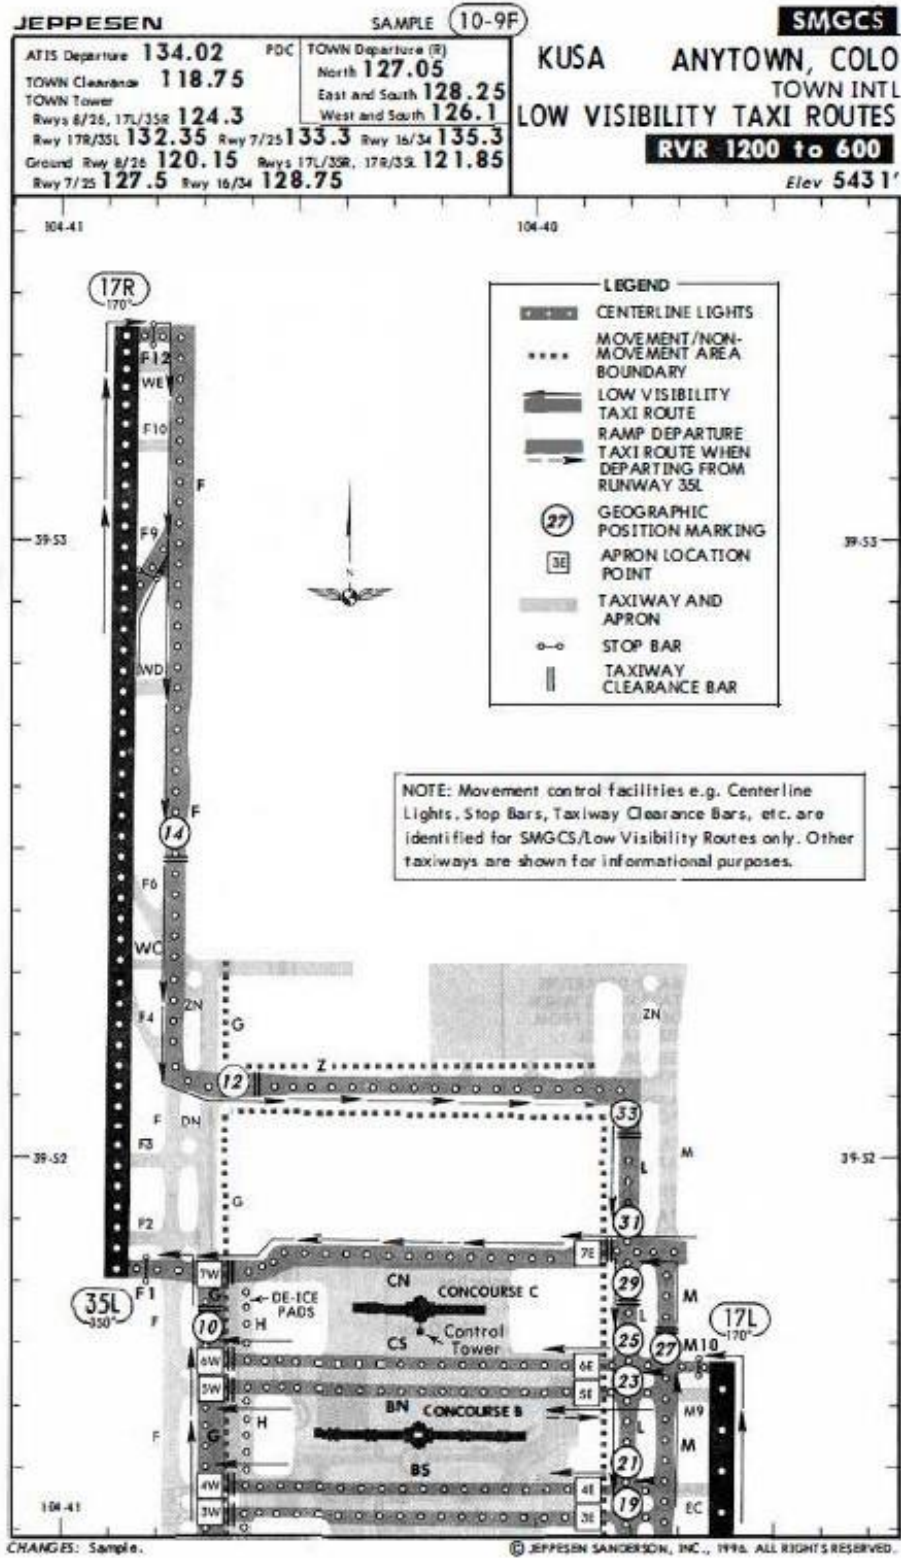 JEPPESEN
SAMPLE 10-9F
SMGCS
ATIS Departure 134.02 PDC
TOWN Clearance 118.75
TOWN Tower
Rwys 8/26, 17L/35R 124.3
TOWN Departure (R)
North 127.05
East and South 128.25
West and South 126.1
Rwy 17R/35L 132.35 Rwy 7/25 133.3 Rwy 16/34 135.3
Ground Rwy 8/26 120.15 Rwys 17L/35R, 17R/35L 121.85
Rwy 7/25 127.5 Rwy 16/34 128.75
KUSA ANYTOWN, COLO
TOWN INTL
LOW VISIBILITY TAXI ROUTES
RVR 1200 to 600
Elev 5431'
104-41
104-40
17R
170°
F12
WE
F10
F
F9
39-53
39-53
WD
LEGEND
CENTERLINE LIGHTS
MOVEMENT/NON-
MOVEMENT AREA
BOUNDARY
LOW VISIBILITY
TAXI ROUTE
RAMP DEPARTURE
TAXI ROUTE WHEN
DEPARTING FROM
RUNWAY 35L
27
GEOGRAPHIC
POSITION MARKING
3E
APRON LOCATION
POINT
TAXIWAY AND
APRON
STOP BAR
TAXIWAY
CLEARANCE BAR
N
NOTE: Movement control facilities e.g. Centerline
Lights, Stop Bars, Taxiway Clearance Bars, etc. are
identified for SMGCS/Low Visibility Routes only. Other
taxiways are shown for informational purposes.
F
14
F6
WC
ZN
G
ZN
F4
Z
12
33
F
DN
F3
39-52
L
M
39-52
G
F2
31
7E
7W
CN
29
F1
DE-ICE
PADS
CONCOURSE C
35L
350°
F
10
H
CS
Control
Tower
L
25
M
27
M10
17L
170°
6W
6E
5W
5E
23
BN
CONCOURSE B
M9
F
G
H
L
M
BS
21
4W
4E
19
3W
3E
EC
104-41
CHANGES: Sample.
© JEPPESEN SANDERSON, INC., 1996. ALL RIGHTS RESERVED.